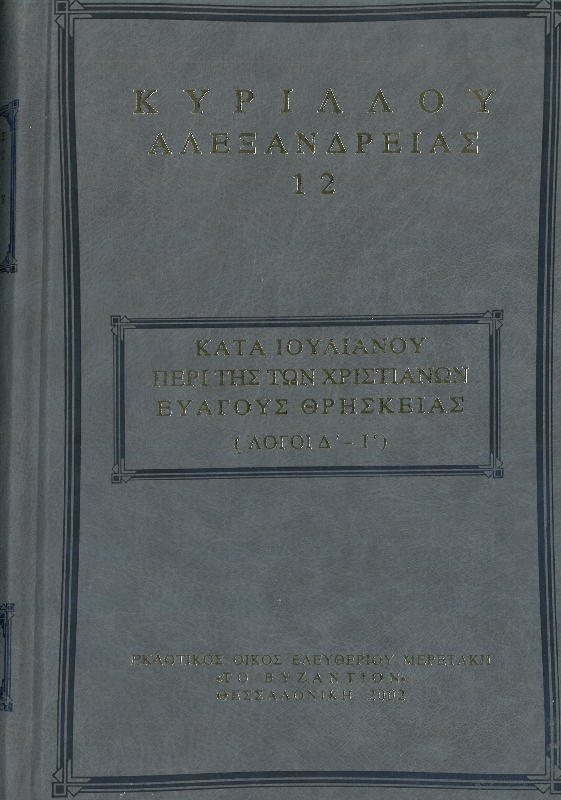 ΚΥΡΙΛΛΟΥ
ΑΛΕΞΑΝΔΡΕΙΑΣ
12
ΚΑΤΑ ΙΟΥΛΙΑΝΟΥ
ΠΕΡΙ ΤΗΣ ΤΩΝ ΧΡΙΣΤΙΑΝΩΝ
ΕΥΑΓΟΥΣ ΘΡΗΣΚΕΙΑΣ
(ΛΟΓΟΙ Δ΄ - Ι΄)
ΕΚΔΟΤΙΚΟΣ ΟΙΚΟΣ ΕΛΕΥΘΕΡΙΟΥ ΜΕΡΕΤΑΚΗ
«ΤΟ ΒΥΖΑΝΤΙΟΝ»
ΘΕΣΣΑΛΟΝΙΚΗ 2002